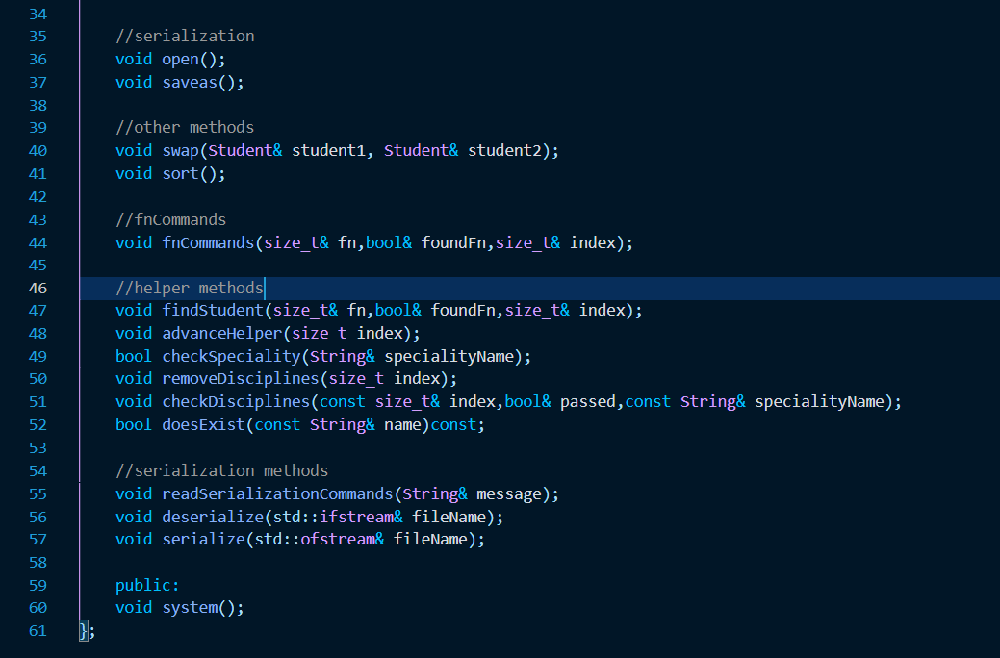 34
35 //serialization
36 void open();
37 void saveas();
38
39 //other methods
40 void swap(Student& student1, Student& student2);
41 void sort();
42
43 //fnCommands
44 void fnCommands(size_t& fn,bool& foundFn,size_t& index);
45
46 //helper methods
47 void findStudent(size_t& fn,bool& foundFn,size_t& index);
48 void advanceHelper(size_t index);
49 bool checkSpeciality(String& specialityName);
50 void removeDisciplines(size_t index);
51 void checkDisciplines(const size_t& index,bool& passed,const String& specialityName);
52 bool doesExist(const String& name)const;
53
54 //serialization methods
55 void readSerializationCommands(String& message);
56 void deserialize(std::ifstream& fileName);
57 void serialize(std::ofstream& fileName);
58
59 public:
60 void system();
61 };